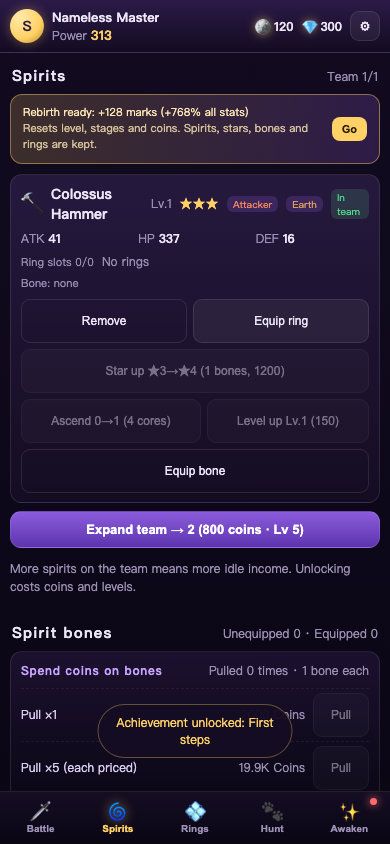 S
Nameless Master
Power 313
120
300
Spirits
Team 1/1
Rebirth ready: +128 marks (+768% all stats)
Resets level, stages and coins. Spirits, stars, bones and
rings are kept.
Go
Colossus
Hammer
Lv.1 ★★★
Attacker
Earth
In
team
ATK 41
HP 337
DEF 16
Ring slots 0/0 No rings
Bone: none
Remove
Equip ring
Star up ★3→★4 (1 bones, 1200)
Ascend 0→1 (4 cores)
Level up Lv.1 (150)
Equip bone
Expand team → 2 (800 coins · Lv 5)
More spirits on the team means more idle income. Unlocking
costs coins and levels.
Spirit bones
Unequipped 0 · Equipped 0
Spend coins on bones
Pulled 0 times · 1 bone each
Pull x1
Pull
Achievement unlocked: First
steps
Pull x5 (each priced)
19.9K Coins
Pull
Battle
Spirits
Rings
Hunt
Awaken